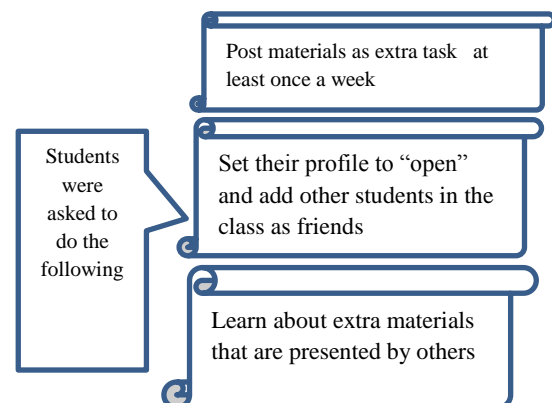 Post materials as extra task at
least once a week
Students
were
asked to
do the
following
Set their profile to “open”
and add other students in the
class as friends
Learn about extra materials
that are presented by others